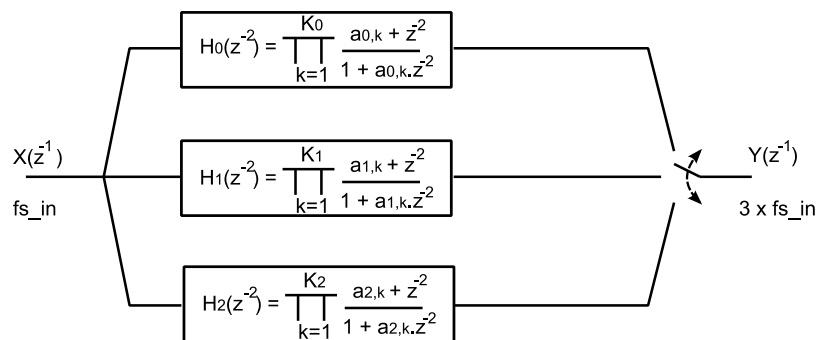 K0
H0(z-2) = ∏ a0,k + z-2
k=1 1 + a0,k.z-2
X(z-1)
K1
H1(z-2) = ∏ a1,k + z-2
k=1 1 + a1,k.z-2
Y(z-1)
fs_in
3 x fs_in
K2
H2(z-2) = ∏ a2,k + z-2
k=1 1 + a2,k.z-2